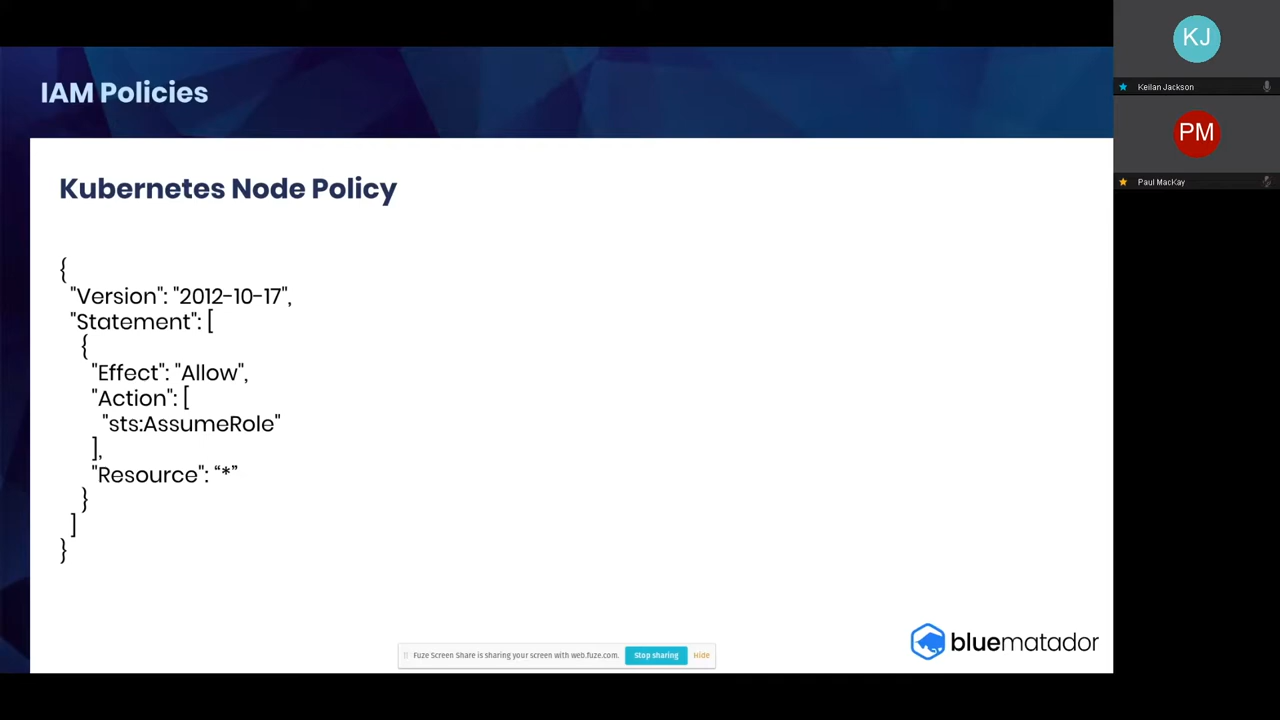 IAM Policies
Kubernetes Node Policy
{
"Version": "2012-10-17",
"Statement": [
{
"Effect": "Allow",
"Action": [
"sts:AssumeRole"
],
"Resource": “*”
}
]
}
Fuze Screen Share is sharing your screen with web.fuze.com.
Stop sharing
Hide
bluematador
KJ
Keilan Jackson
PM
Paul MacKay